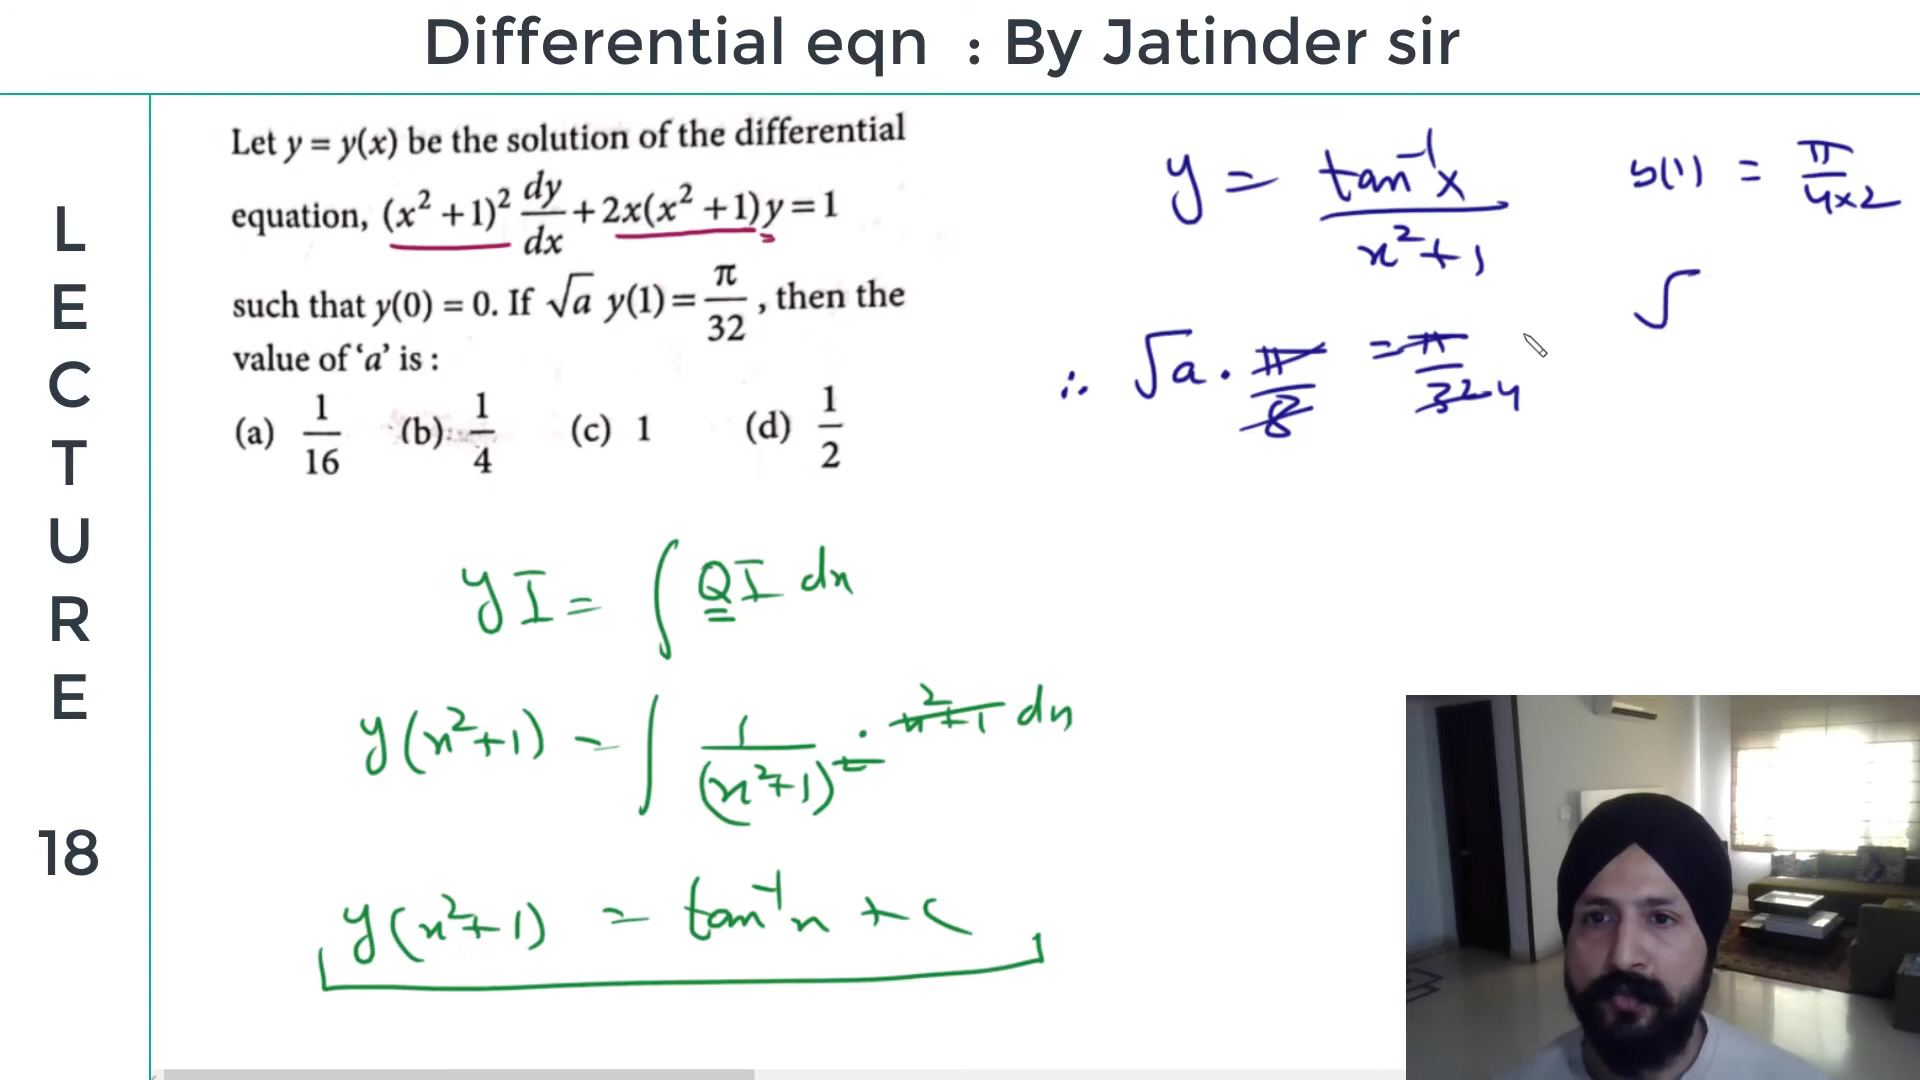 Differential eqn : By Jatinder sir
LECTURE
18
Let y = y(x) be the solution of the differential
equation, (x² + 1)² dy/dx + 2x(x² + 1)y = 1
such that y(0) = 0. If √a y(1) = π/32, then the
value of ‘a’ is :
(a) 1/16 (b) 1/4 (c) 1 (d) 1/2
y = tan⁻¹x / x²+1
y(1) = π/4×2
∴ √a · π/8 = π/32 4
√
yI = ∫ QI dx
y(x²+1) = ∫ 1/(x²+1)² · x²+1 dx
y(x²+1) = tan⁻¹x + c